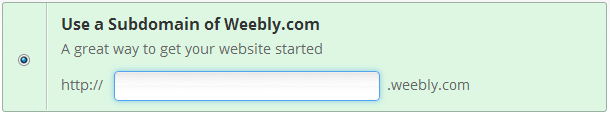 Use a Subdomain of Weebly.com
A great way to get your website started
http:// .weebly.com